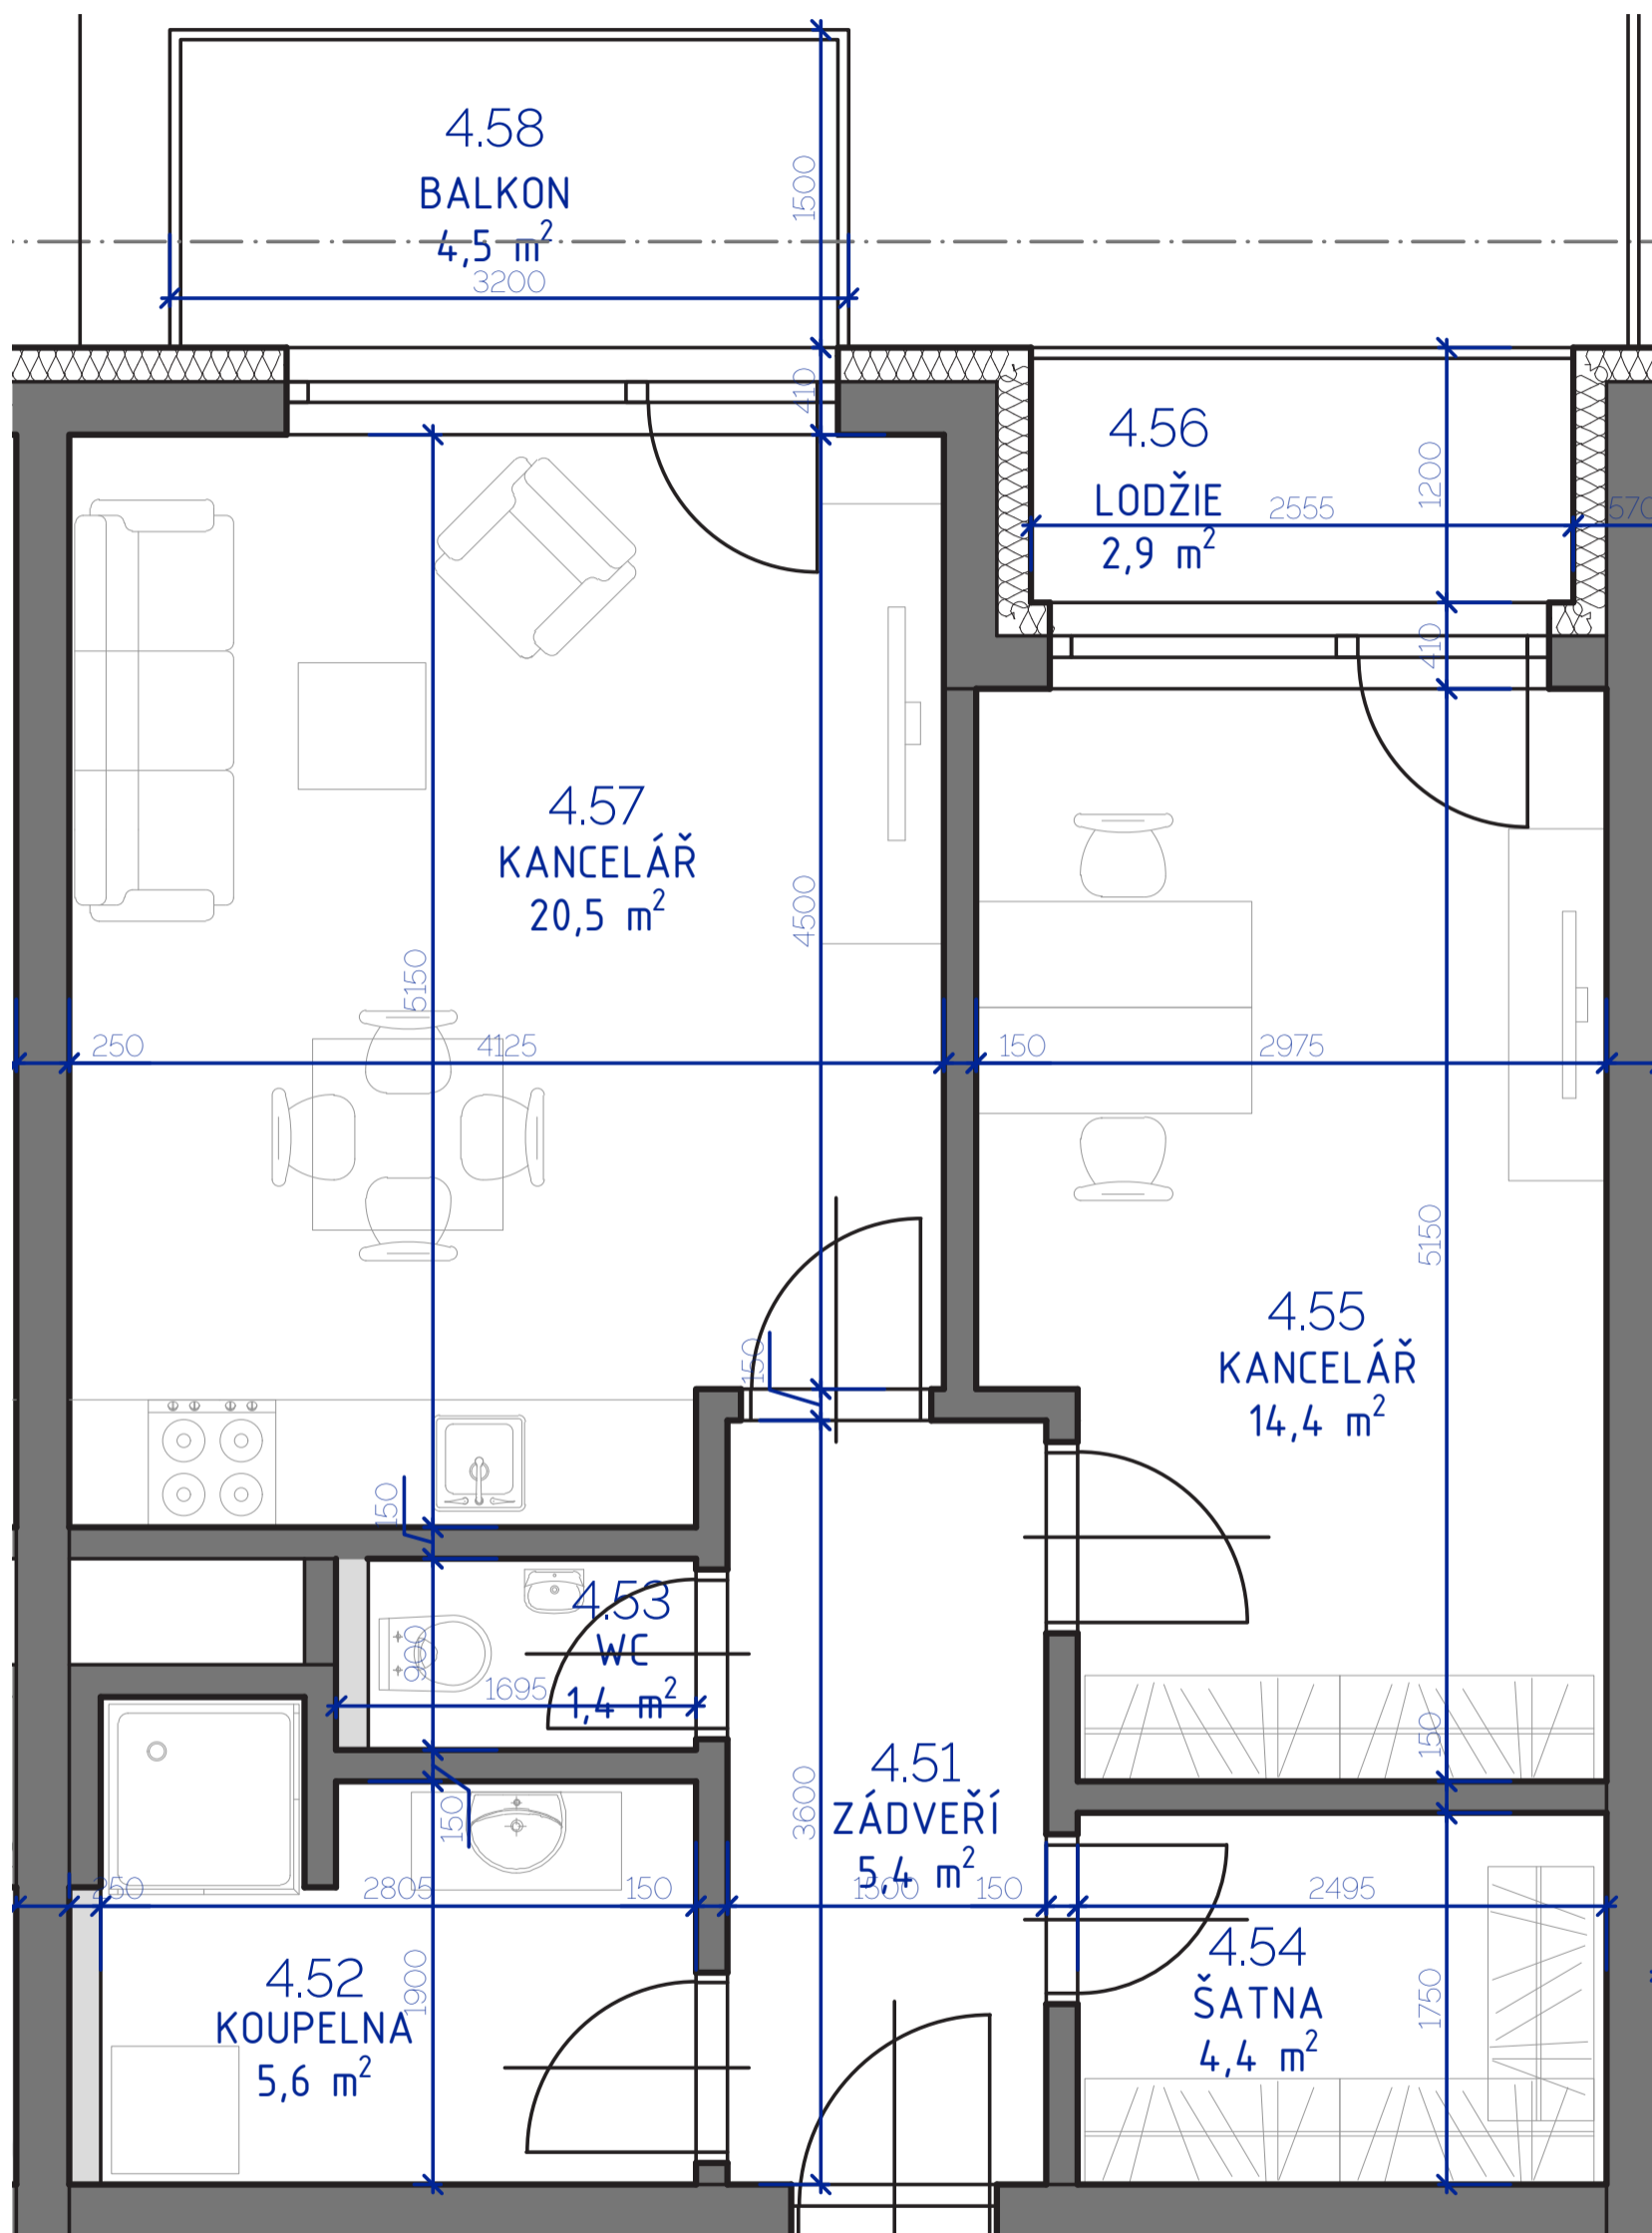 4.58
BALKON
4,5 m²
3200
1500
410
4.56
LODŽIE
2,9 m²
2555
570
1200
410
4.57
KANCELÁŘ
20,5 m²
4500
5150
250
4125
150
2975
5150
4.55
KANCELÁŘ
14,4 m²
150
150
4.53
WC
1,4 m²
900
1695
150
150
4.51
ZÁDVEŘÍ
5,4 m²
3600
250
2805
150
1500
150
2495
4.52
KOUPELNA
5,6 m²
1900
4.54
ŠATNA
4,4 m²
1750